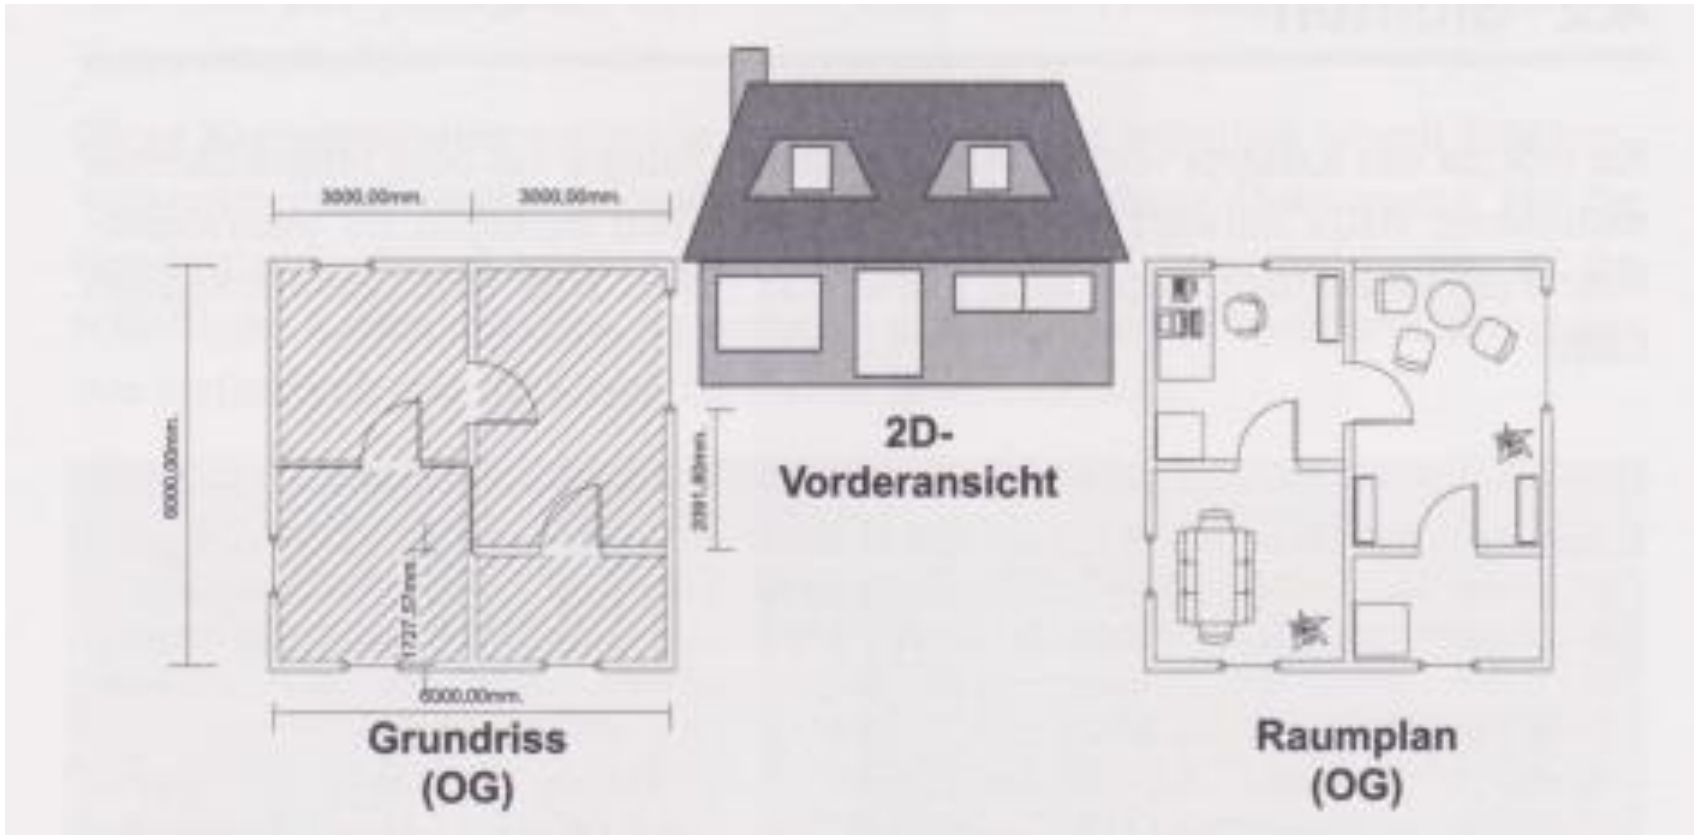 3000,00mm.
3000,00mm.
6000,00mm.
2391,80mm.
1727,57mm.
6000,00mm.
2D-
Vorderansicht
Grundriss
(OG)
Raumplan
(OG)